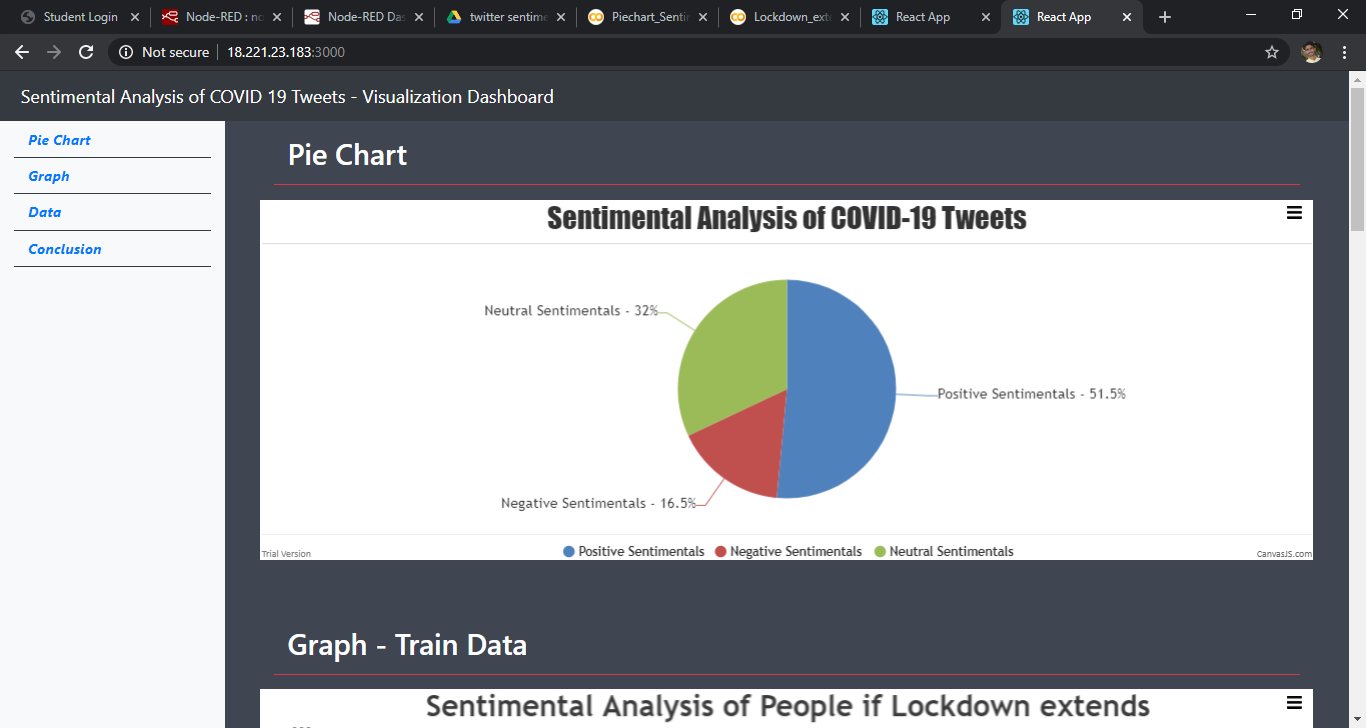 Student Login
Node-RED : no
Node-RED Das
twitter sentime
Piechart_Senti
Lockdown_exte
React App
React App
Not secure
18.221.23.183:3000
Sentimental Analysis of COVID 19 Tweets - Visualization Dashboard
Pie Chart
Graph
Data
Conclusion
Pie Chart
Sentimental Analysis of COVID-19 Tweets
Neutral Sentimentals - 32%
Positive Sentimentals - 51.5%
Negative Sentimentals - 16.5%
Trial Version
Positive Sentimentals Negative Sentimentals Neutral Sentimentals
CanvasJS.com
Graph - Train Data
Sentimental Analysis of People if Lockdown extends